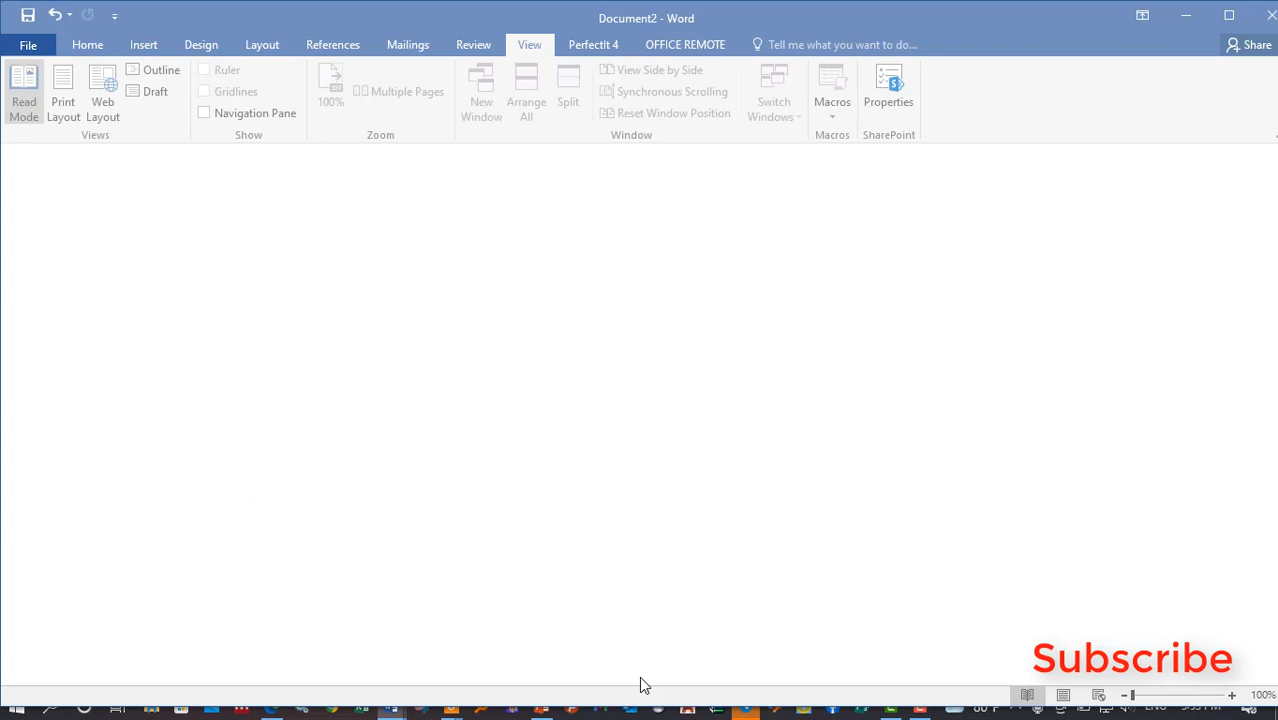 Document2 - Word
File Home Insert Design Layout References Mailings Review View PerfectIt 4 OFFICE REMOTE Tell me what you want to do... Share
Read Mode
Print Layout
Web Layout
Outline
Draft
Views
Ruler
Gridlines
Navigation Pane
Show
100%
Multiple Pages
Zoom
New Window
Arrange All
Split
View Side by Side
Synchronous Scrolling
Reset Window Position
Window
Switch Windows
Macros
Macros
Properties
SharePoint
Subscribe
100%
ENG